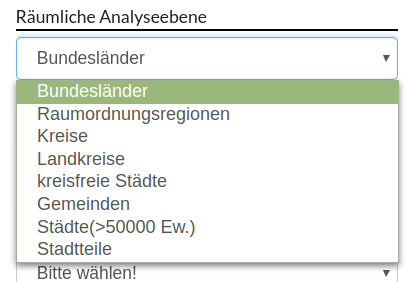 Räumliche Analyseebene
Bundesländer
Bundesländer
Raumordnungsregionen
Kreise
Landkreise
kreisfreie Städte
Gemeinden
Städte(>50000 Ew.)
Stadtteile
Bitte wählen!